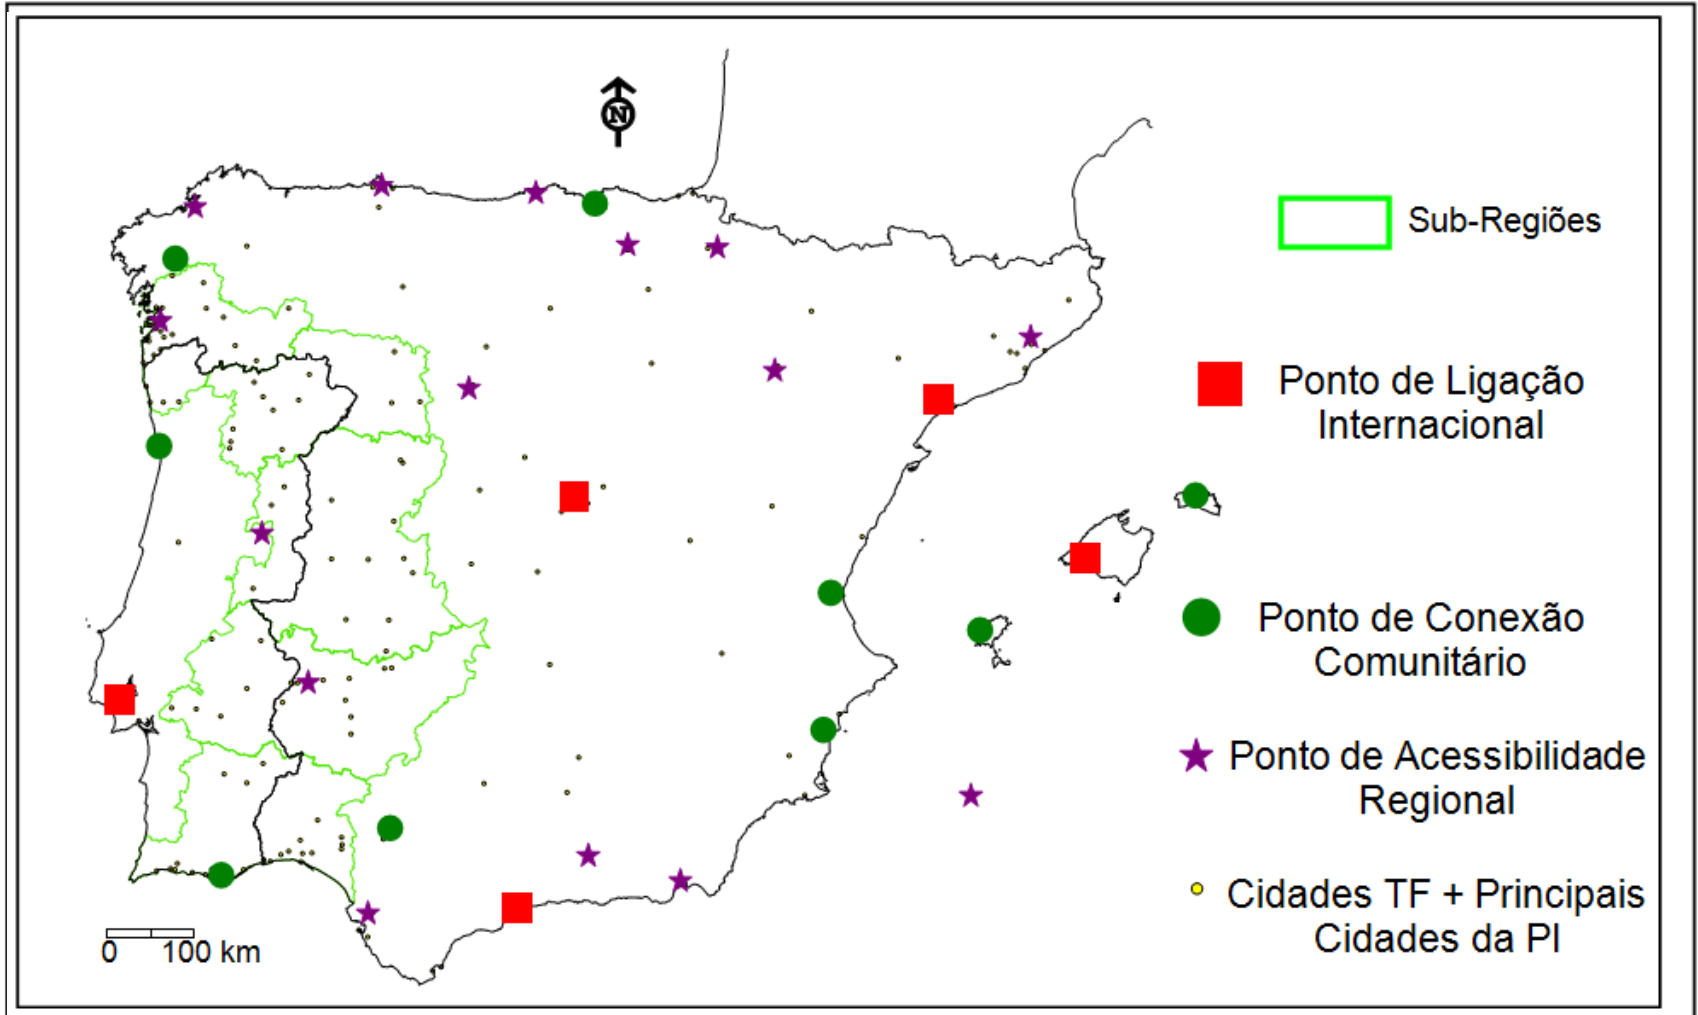 N
Sub-Regiões
Ponto de Ligação
Internacional
Ponto de Conexão
Comunitário
Ponto de Acessibilidade
Regional
Cidades TF + Principais
Cidades da PI
0 100 km